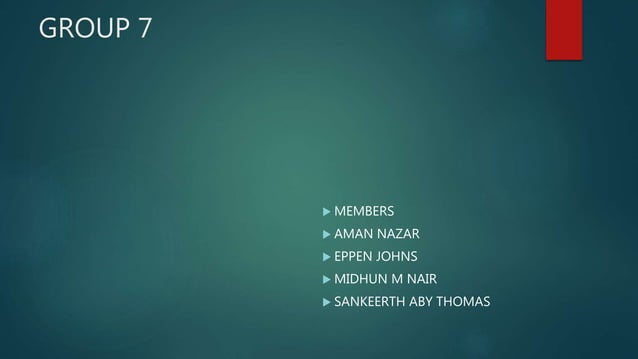 GROUP 7
MEMBERS
AMAN NAZAR
EPPEN JOHNS
MIDHUN M NAIR
SANKEERTH ABY THOMAS